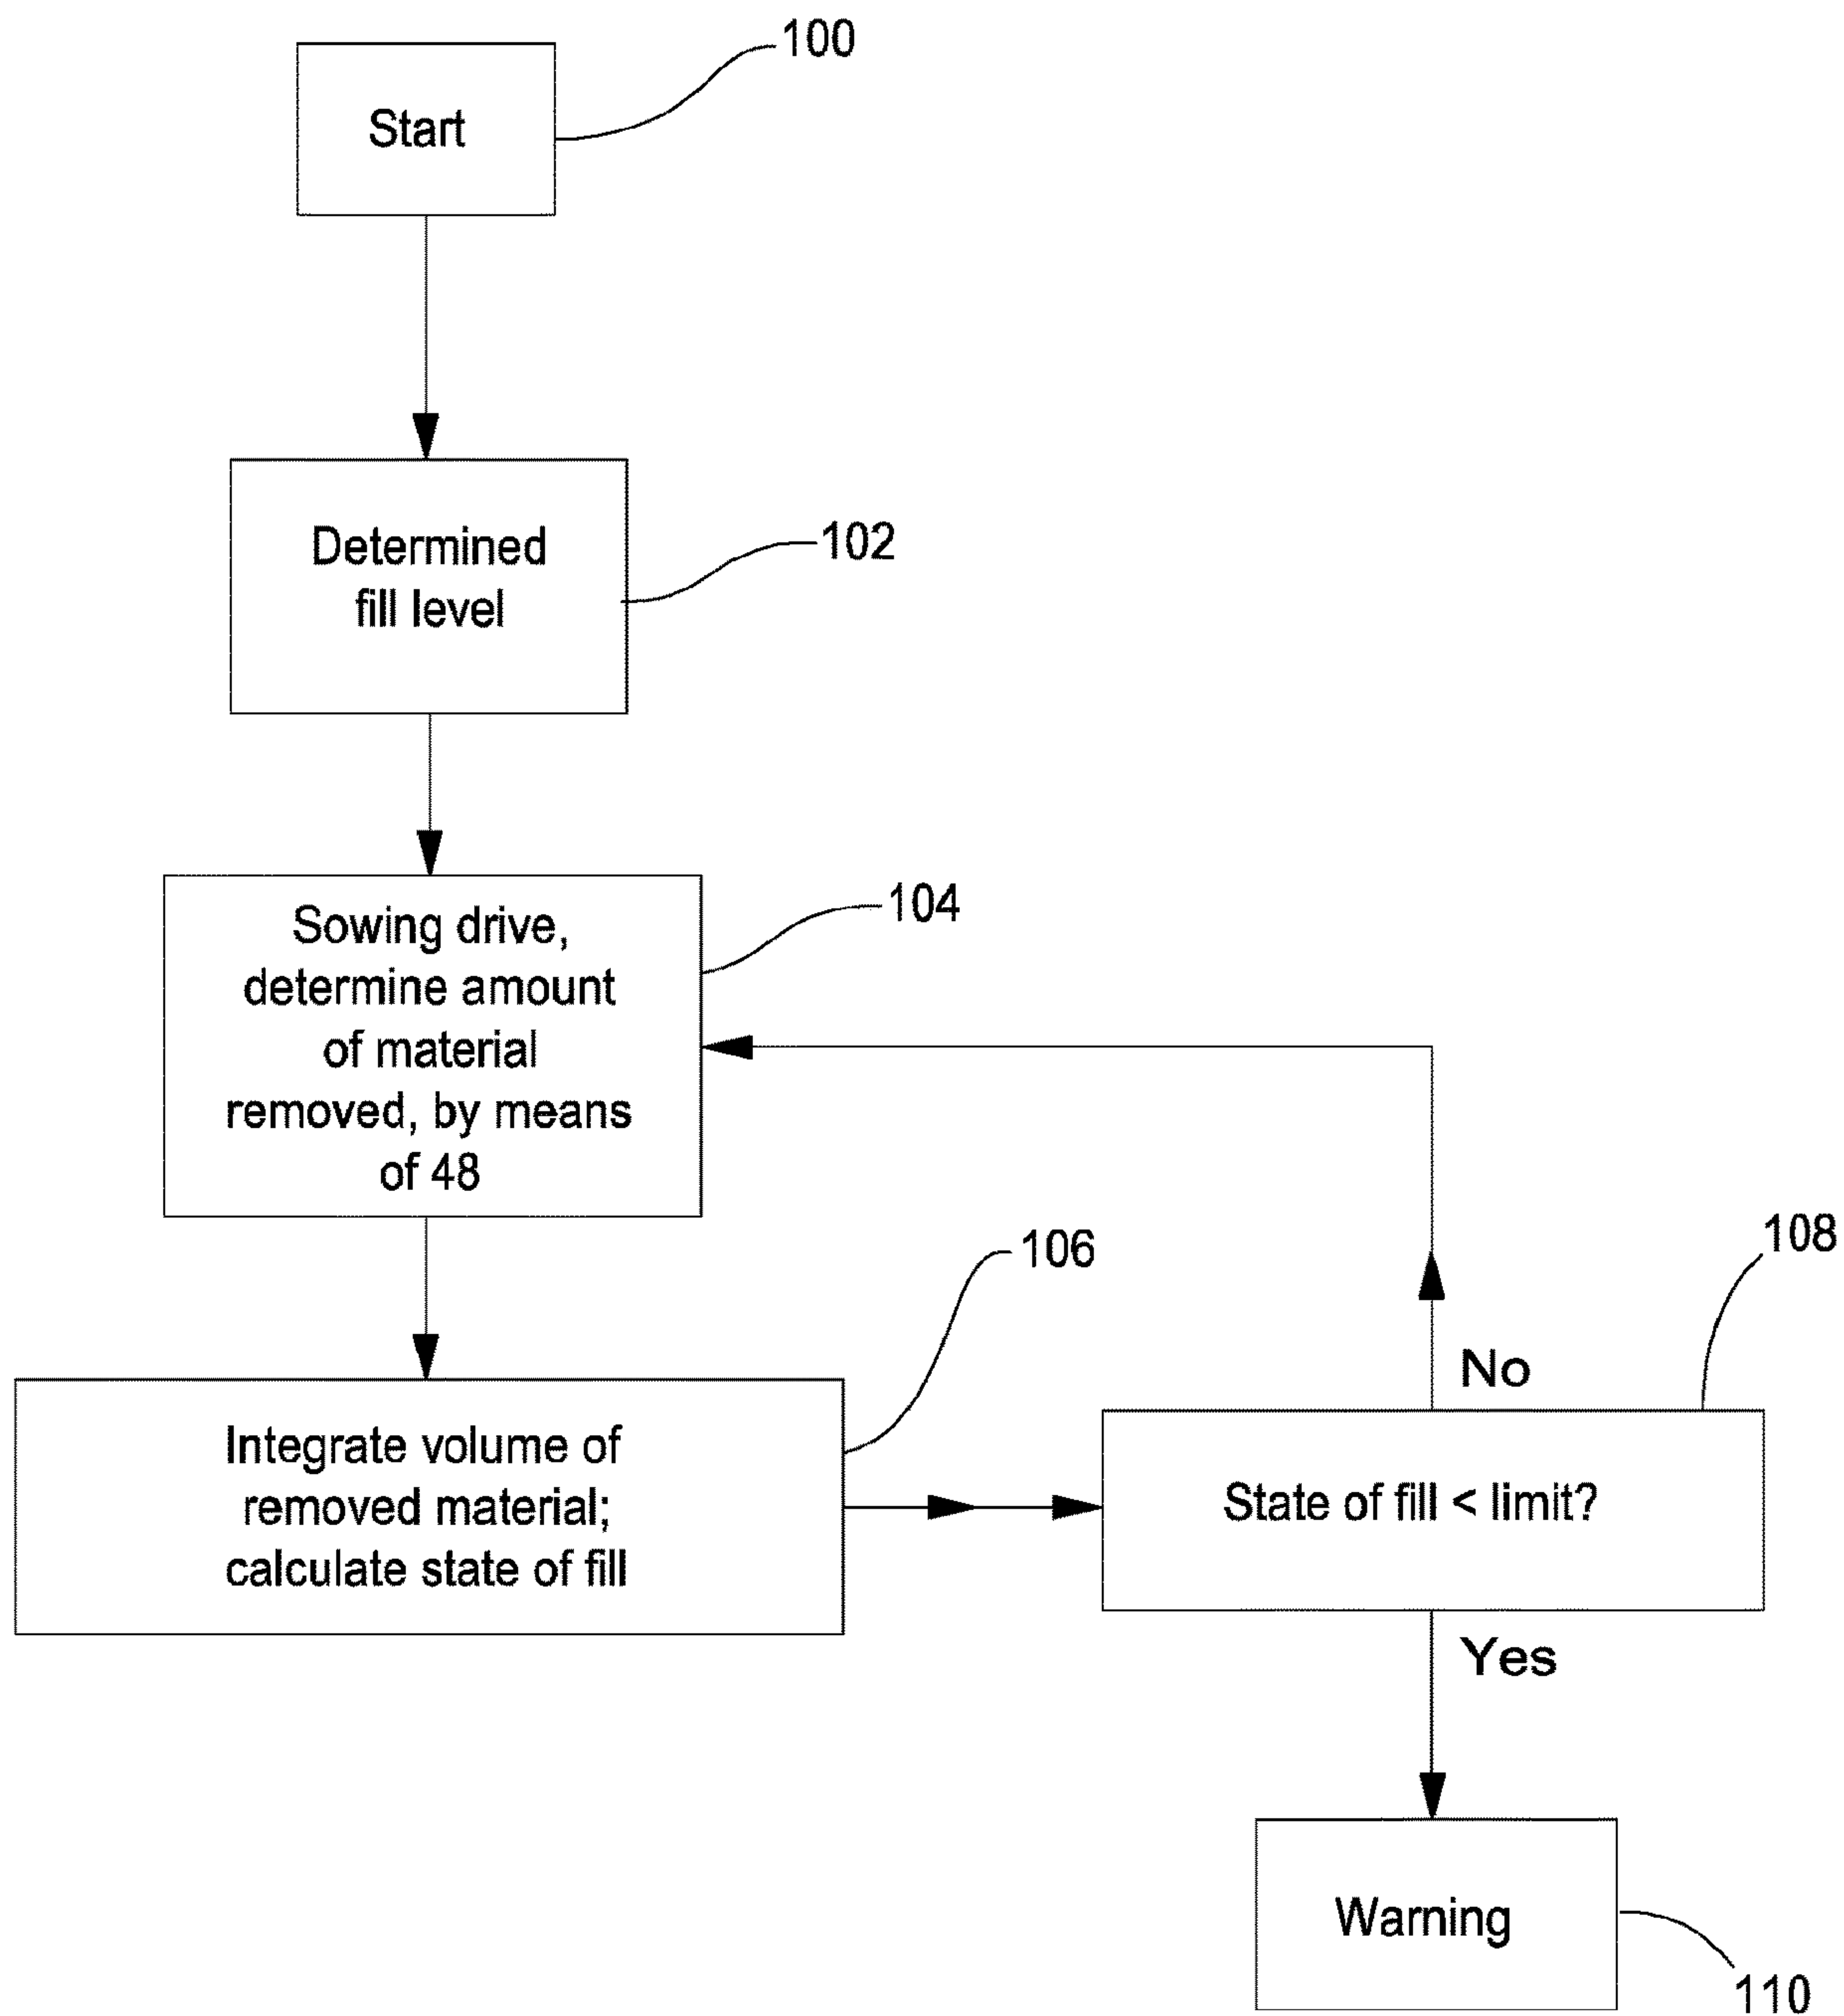 100
Start
Determined
fill level
102
Sowing drive,
determine amount
of material
removed, by means
of 48
104
106
108
No
Integrate volume of
removed material;
calculate state of fill
State of fill < limit?
Yes
Warning
110